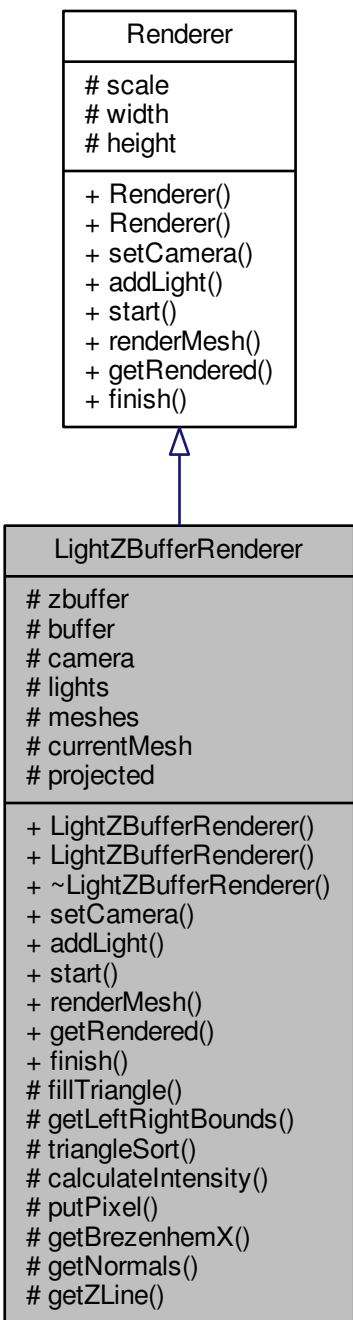 Renderer
# scale
# width
# height
+ Renderer()
+ Renderer()
+ setCamera()
+ addLight()
+ start()
+ renderMesh()
+ getRendered()
+ finish()
LightZBufferRenderer
# zbuffer
# buffer
# camera
# lights
# meshes
# currentMesh
# projected
+ LightZBufferRenderer()
+ LightZBufferRenderer()
+ ~LightZBufferRenderer()
+ setCamera()
+ addLight()
+ start()
+ renderMesh()
+ getRendered()
+ finish()
# fillTriangle()
# getLeftRightBounds()
# triangleSort()
# calculateIntensity()
# putPixel()
# getBrezenhemX()
# getNormals()
# getZLine()